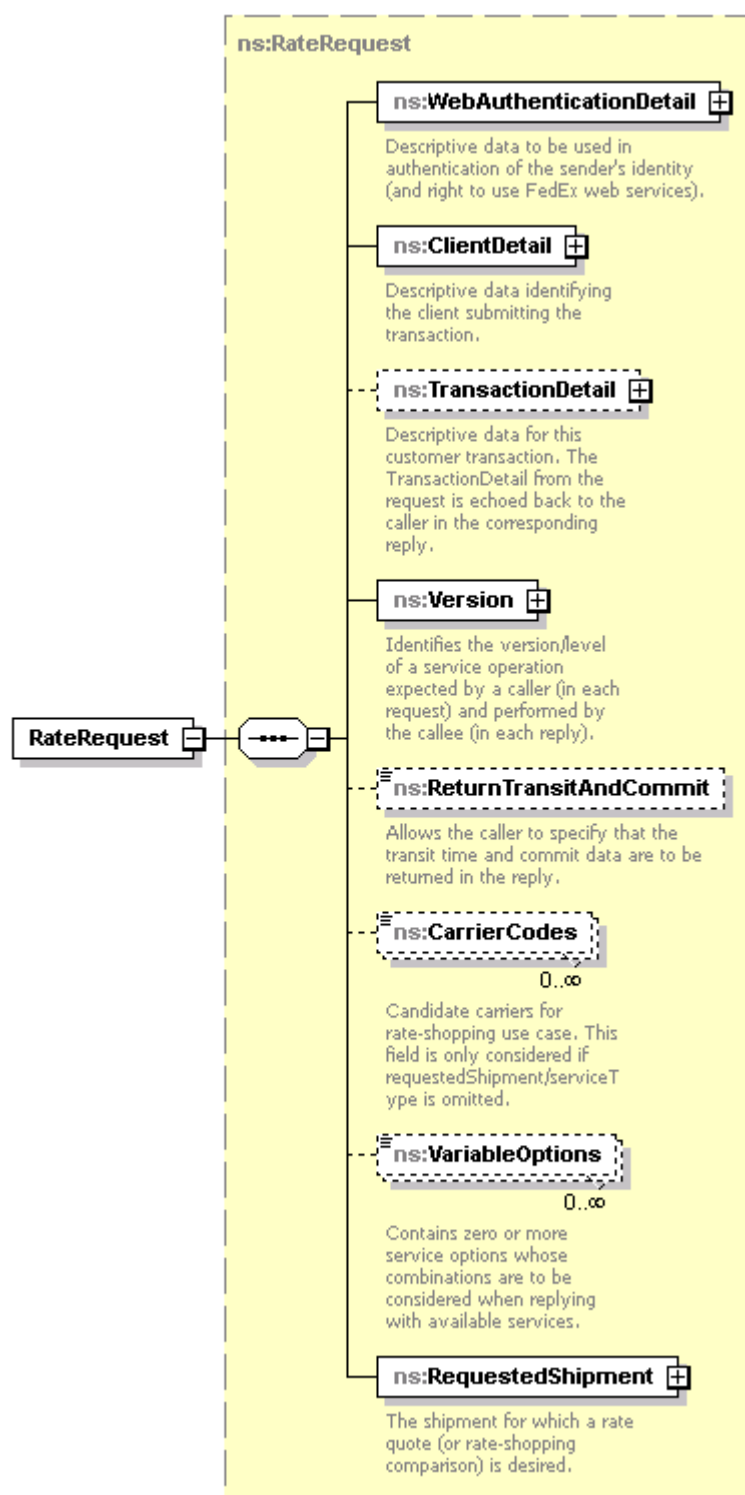 ns:RateRequest
ns:WebAuthenticationDetail
Descriptive data to be used in
authentication of the sender's identity
(and right to use FedEx web services).
ns:ClientDetail
Descriptive data identifying
the client submitting the
transaction.
ns:TransactionDetail
Descriptive data for this
customer transaction. The
TransactionDetail from the
request is echoed back to the
caller in the corresponding
reply.
ns:Version
Identifies the version/level
of a service operation
expected by a caller (in each
request) and performed by
the callee (in each reply).
RateRequest
ns:ReturnTransitAndCommit
Allows the caller to specify that the
transit time and commit data are to be
returned in the reply.
ns:CarrierCodes
0..∞
Candidate carriers for
rate-shopping use case. This
field is only considered if
requestedShipment/serviceT
ype is omitted.
ns:VariableOptions
0..∞
Contains zero or more
service options whose
combinations are to be
considered when replying
with available services.
ns:RequestedShipment
The shipment for which a rate
quote (or rate-shopping
comparison) is desired.